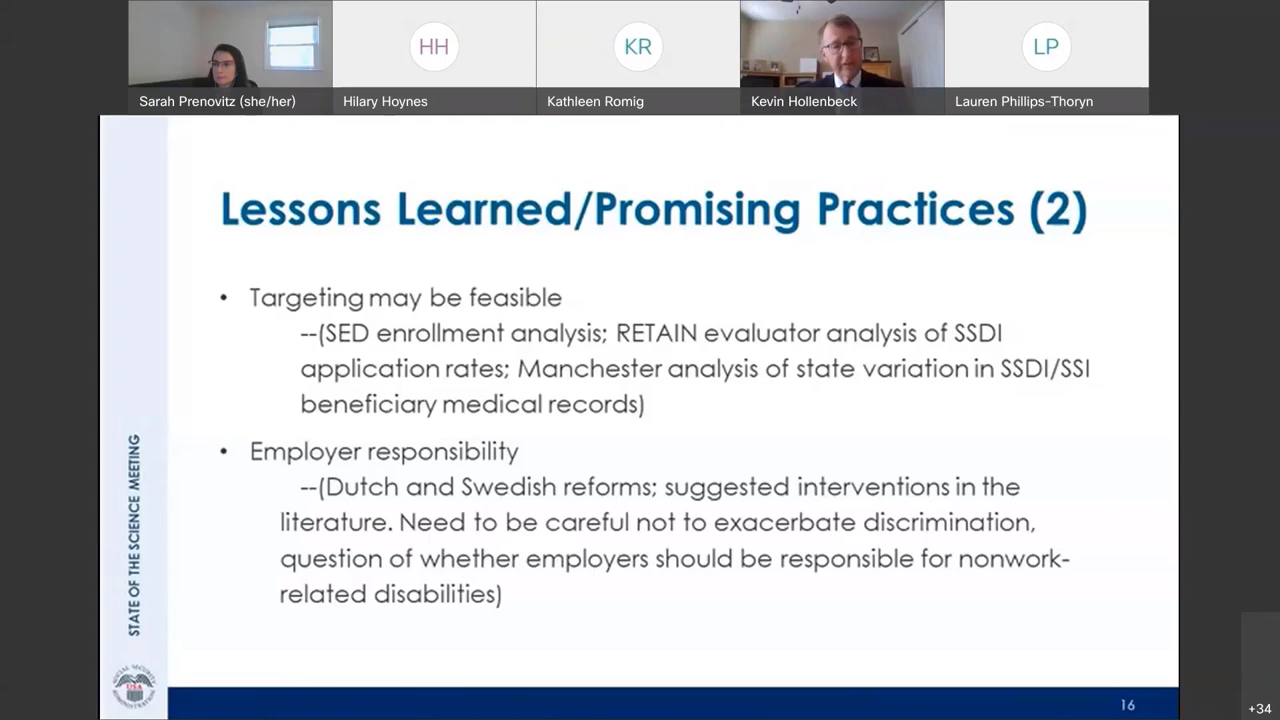 HH
KR
LP
Sarah Prenovitz (she/her)
Hilary Hoynes
Kathleen Romig
Kevin Hollenbeck
Lauren Phillips-Thoryn
Lessons Learned/Promising Practices (2)
• Targeting may be feasible
--(SED enrollment analysis; RETAIN evaluator analysis of SSDI
application rates; Manchester analysis of state variation in SSDI/SSI
beneficiary medical records)
• Employer responsibility
--(Dutch and Swedish reforms; suggested interventions in the
literature. Need to be careful not to exacerbate discrimination,
question of whether employers should be responsible for nonwork-
related disabilities)
STATE OF THE SCIENCE MEETING
SOCIAL SECURITY
USA
ADMINISTRATION
16
+34